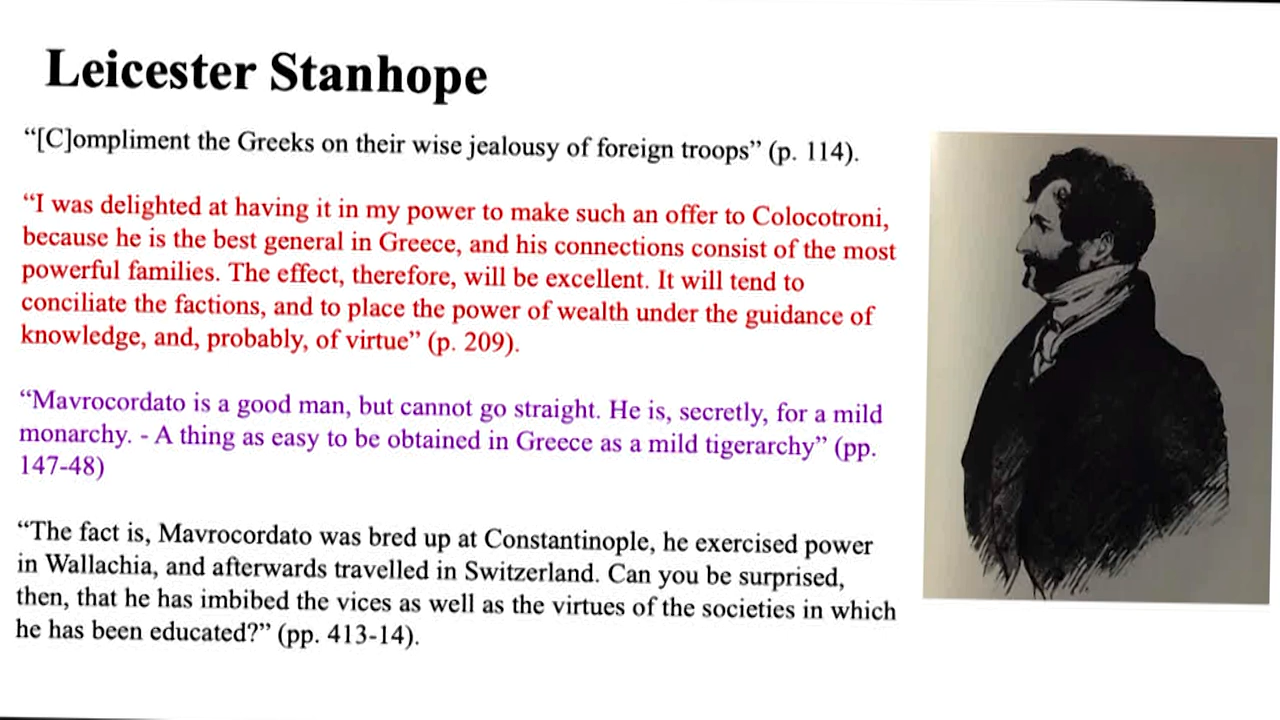 Leicester Stanhope
“[C]ompliment the Greeks on their wise jealousy of foreign troops” (p. 114).
“I was delighted at having it in my power to make such an offer to Colocotroni,
because he is the best general in Greece, and his connections consist of the most
powerful families. The effect, therefore, will be excellent. It will tend to
conciliate the factions, and to place the power of wealth under the guidance of
knowledge, and, probably, of virtue” (p. 209).
“Mavrocordato is a good man, but cannot go straight. He is, secretly, for a mild
monarchy. - A thing as easy to be obtained in Greece as a mild tigerarchy” (pp.
147-48)
“The fact is, Mavrocordato was bred up at Constantinople, he exercised power
in Wallachia, and afterwards travelled in Switzerland. Can you be surprised,
then, that he has imbibed the vices as well as the virtues of the societies in which
he has been educated?” (pp. 413-14).